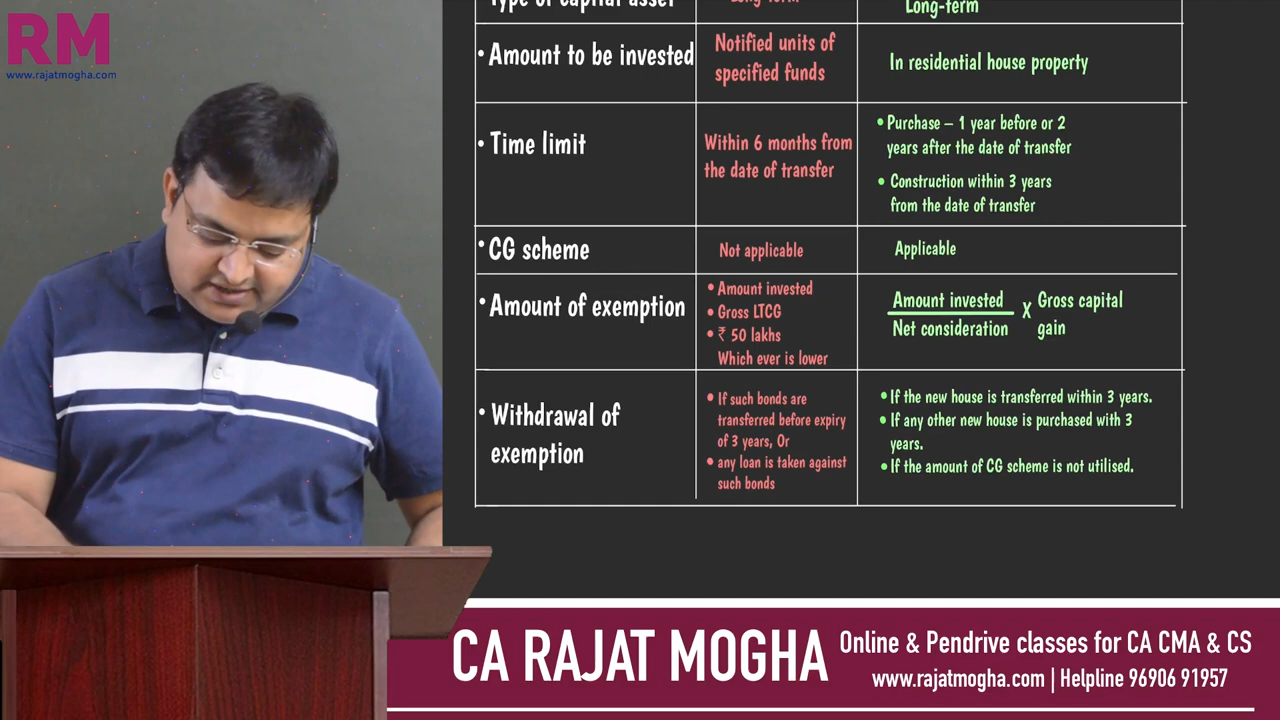 RM
www.rajatmogha.com
Type of capital asset
Long-term
Long-term
• Amount to be invested
Notified units of
specified funds
In residential house property
• Time limit
Within 6 months from
the date of transfer
• Purchase – 1 year before or 2
years after the date of transfer
• Construction within 3 years
from the date of transfer
• CG scheme
Not applicable
Applicable
• Amount of exemption
• Amount invested
• Gross LTCG
• ₹ 50 lakhs
Which ever is lower
Amount invested
Net consideration
X Gross capital
gain
• Withdrawal of
exemption
• If such bonds are
transferred before expiry
of 3 years, Or
• any loan is taken against
such bonds
• If the new house is transferred within 3 years.
• If any other new house is purchased with 3
years.
• If the amount of CG scheme is not utilised.
CA RAJAT MOGHA
Online & Pendrive classes for CA CMA & CS
www.rajatmogha.com | Helpline 96906 91957